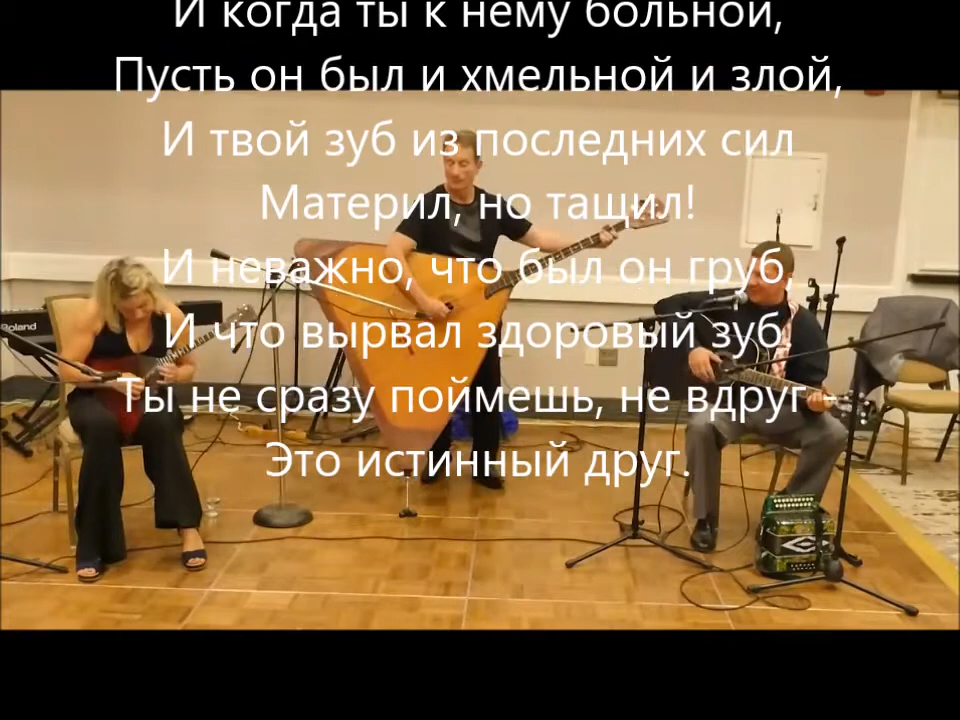 И когда ты к нему больной,
Пусть он был и хмельной и злой,
И твой зуб из последних сил
Материл, но тащил!
И неважно, что был он груб,
И что вырвал здоровый зуб.
Ты не сразу поймешь, не вдруг -
Это истинный друг.
Roland